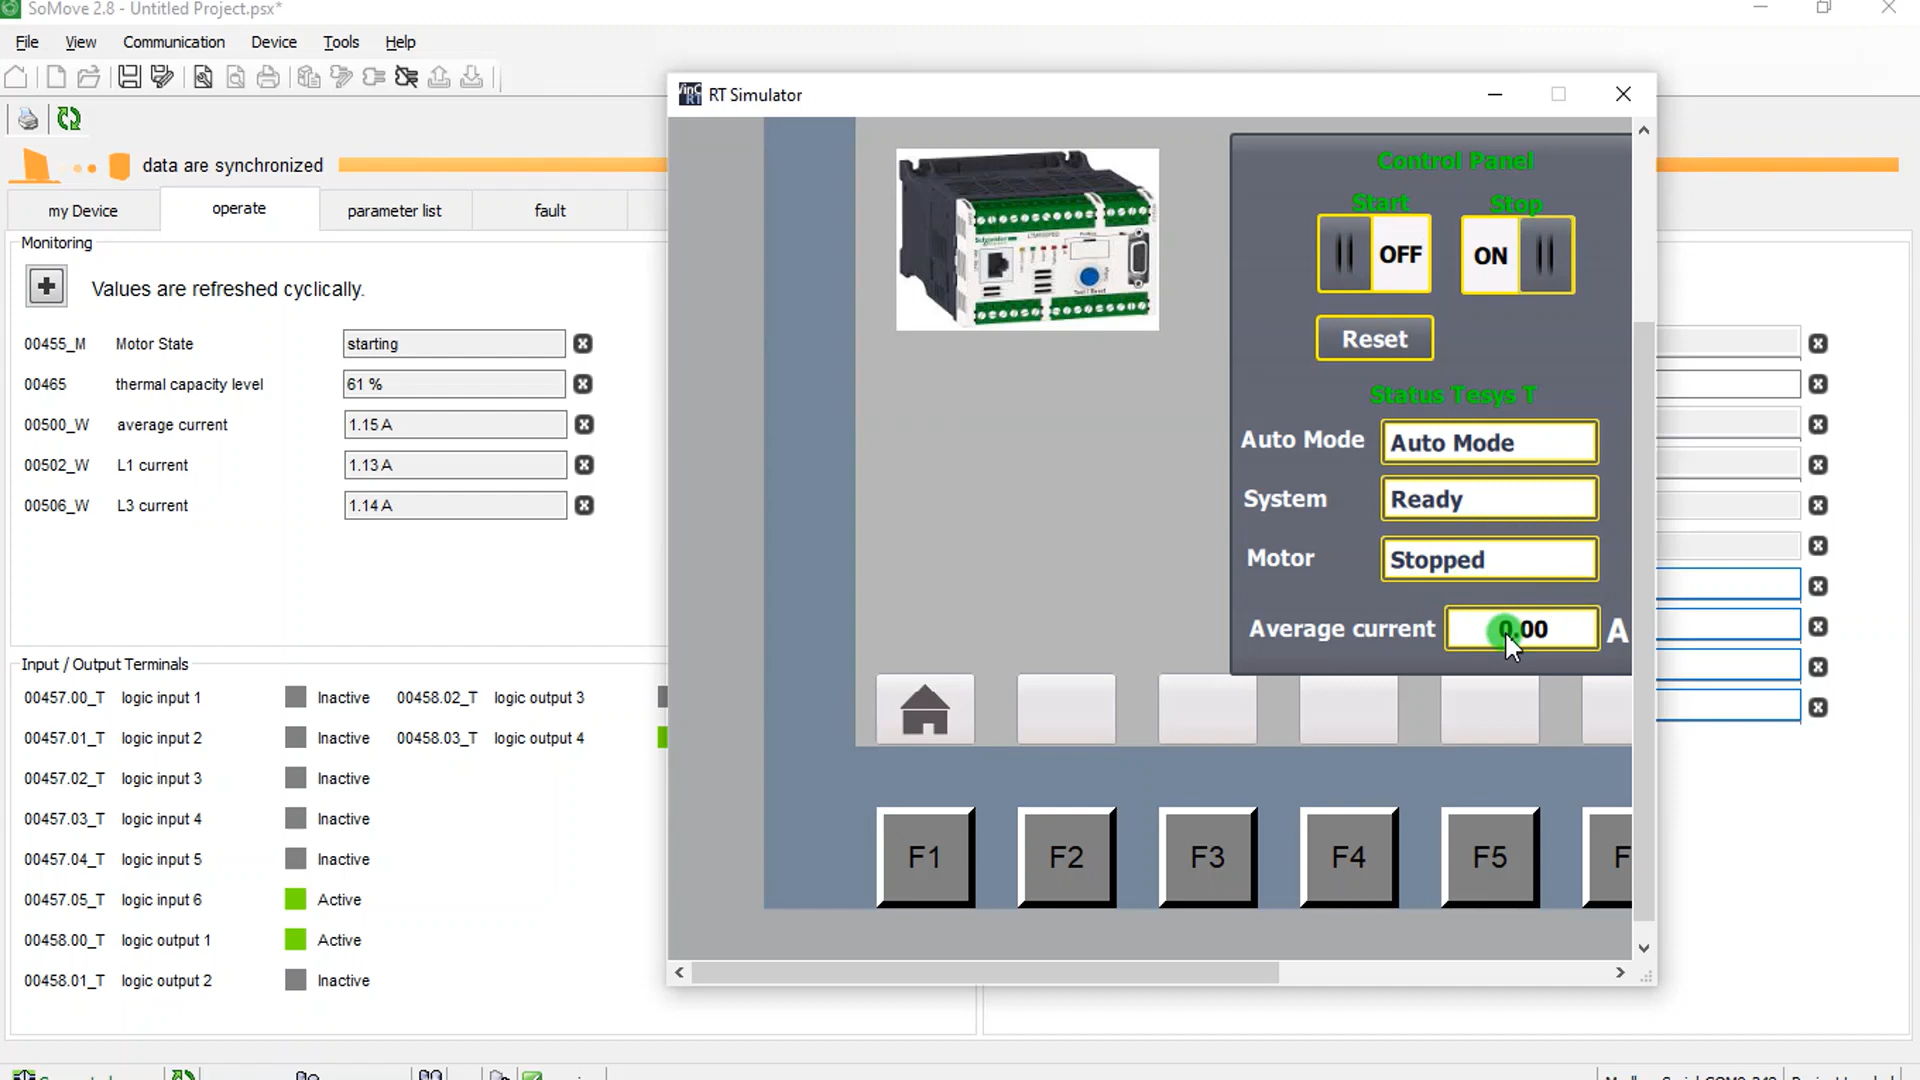 SoMove 2.8 - Untitled Project.psx*
File View Communication Device Tools Help
data are synchronized
my Device operate parameter list fault
Monitoring
Values are refreshed cyclically.
00455_M Motor State starting
00465 thermal capacity level 61 %
00500_W average current 1.15 A
00502_W L1 current 1.13 A
00506_W L3 current 1.14 A
Input / Output Terminals
00457.00_T logic input 1 Inactive 00458.02_T logic output 3
00457.01_T logic input 2 Inactive 00458.03_T logic output 4
00457.02_T logic input 3 Inactive
00457.03_T logic input 4 Inactive
00457.04_T logic input 5 Inactive
00457.05_T logic input 6 Active
00458.00_T logic output 1 Active
00458.01_T logic output 2 Inactive
RT Simulator
Schneider
Control Panel
Start Stop
OFF ON
Reset
Status Tesys T
Auto Mode Auto Mode
System Ready
Motor Stopped
Average current 0.00 A
F1 F2 F3 F4 F5 F